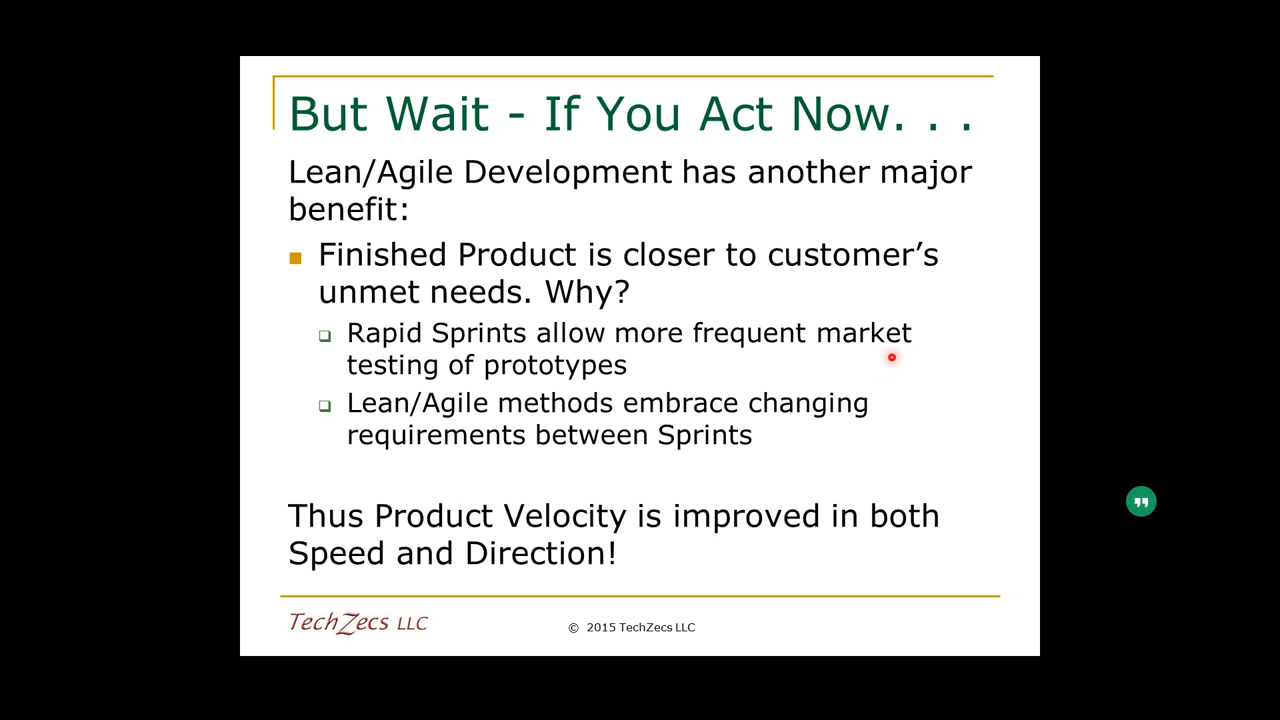 But Wait - If You Act Now. . .
Lean/Agile Development has another major
benefit:
Finished Product is closer to customer’s
unmet needs. Why?
Rapid Sprints allow more frequent market
testing of prototypes
Lean/Agile methods embrace changing
requirements between Sprints
Thus Product Velocity is improved in both
Speed and Direction!
TechZecs LLC
© 2015 TechZecs LLC